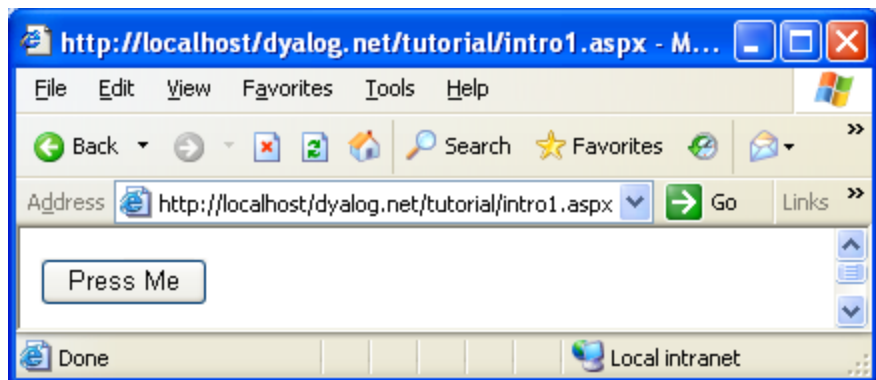 http://localhost/dyalog.net/tutorial/intro1.aspx - M...
File Edit View Favorites Tools Help
Back Search Favorites »
Address http://localhost/dyalog.net/tutorial/intro1.aspx Go Links »
Press Me
Done Local intranet